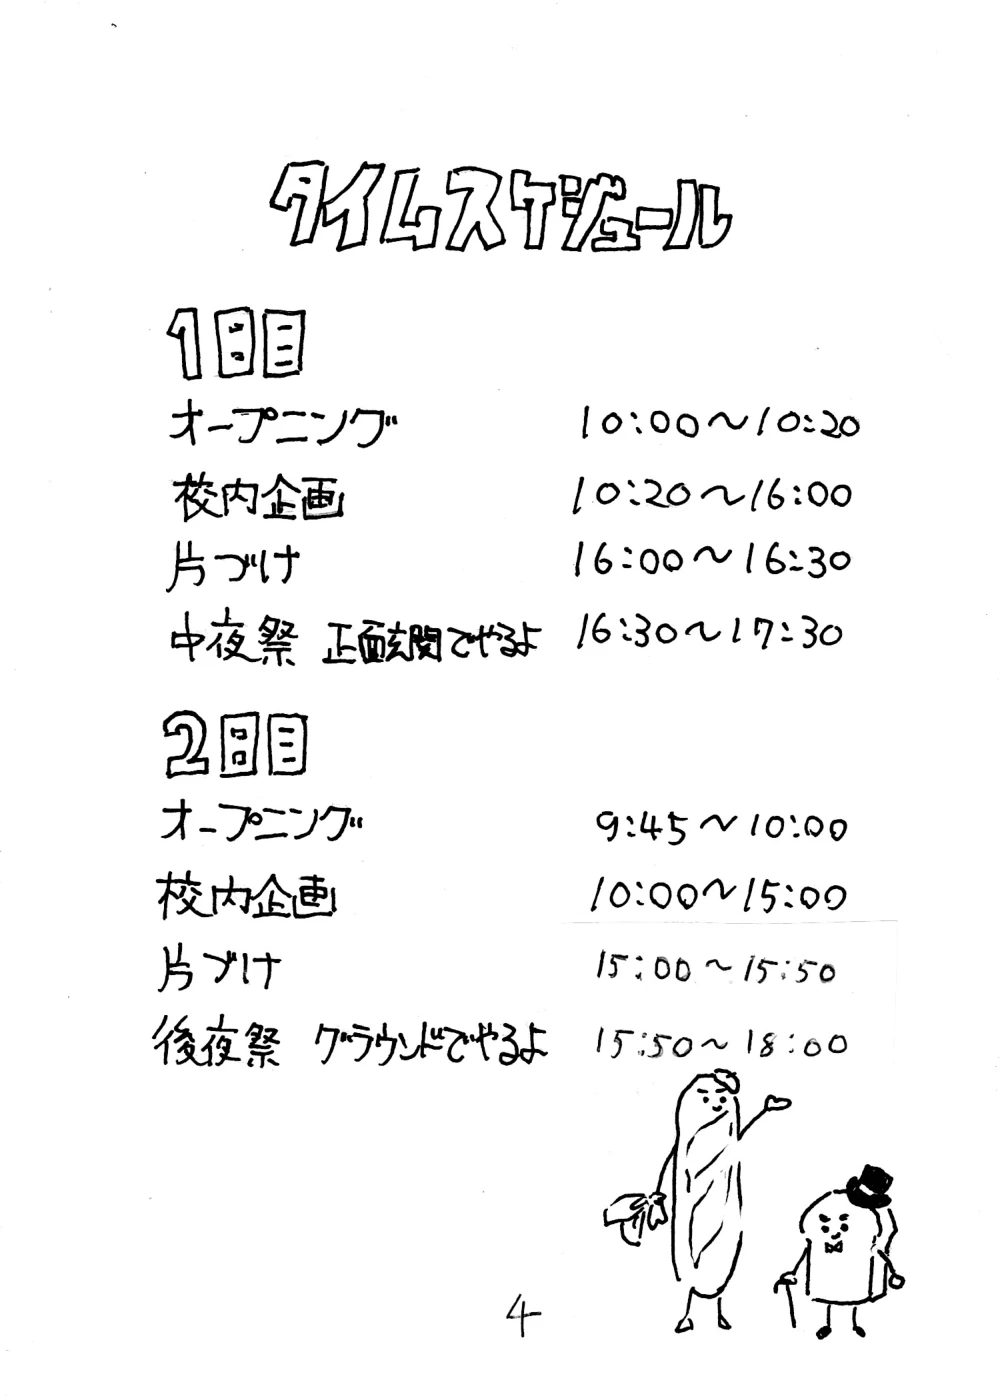 タイムスケジュール
1日目
オープニング 10:00～10:20
校内企画 10:20～16:00
片づけ 16:00～16:30
中夜祭 正面玄関でやるよ 16:30～17:30
2日目
オープニング 9:45～10:00
校内企画 10:00～15:00
片づけ 15:00～15:50
後夜祭 グラウンドでやるよ 15:50～18:00
4